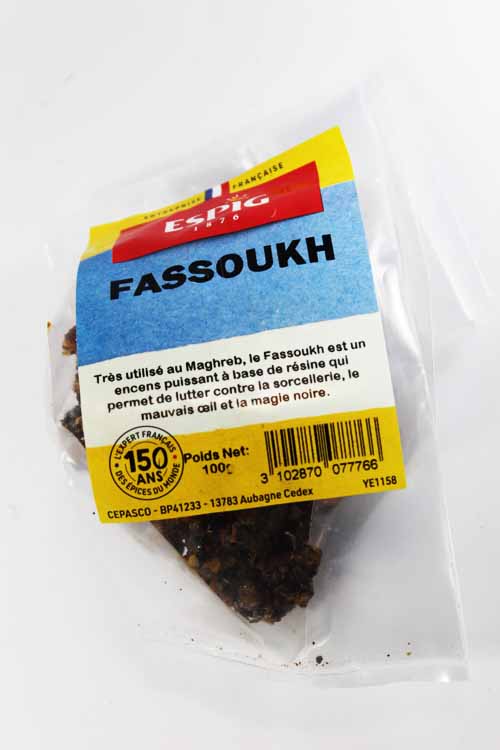 ENTREPRISE FRANÇAISE
ESPIG
1876
FASSOUKH
Très utilisé au Maghreb, le Fassoukh est un
encens puissant à base de résine qui
permet de lutter contre la sorcellerie, le
mauvais œil et la magie noire.
L'EXPERT FRANÇAIS
150
ANS
DES ÉPICES DU MONDE
Poids Net:
100g
3 102870 077766
YE1158
CEPASCO - BP41233 - 13783 Aubagne Cedex